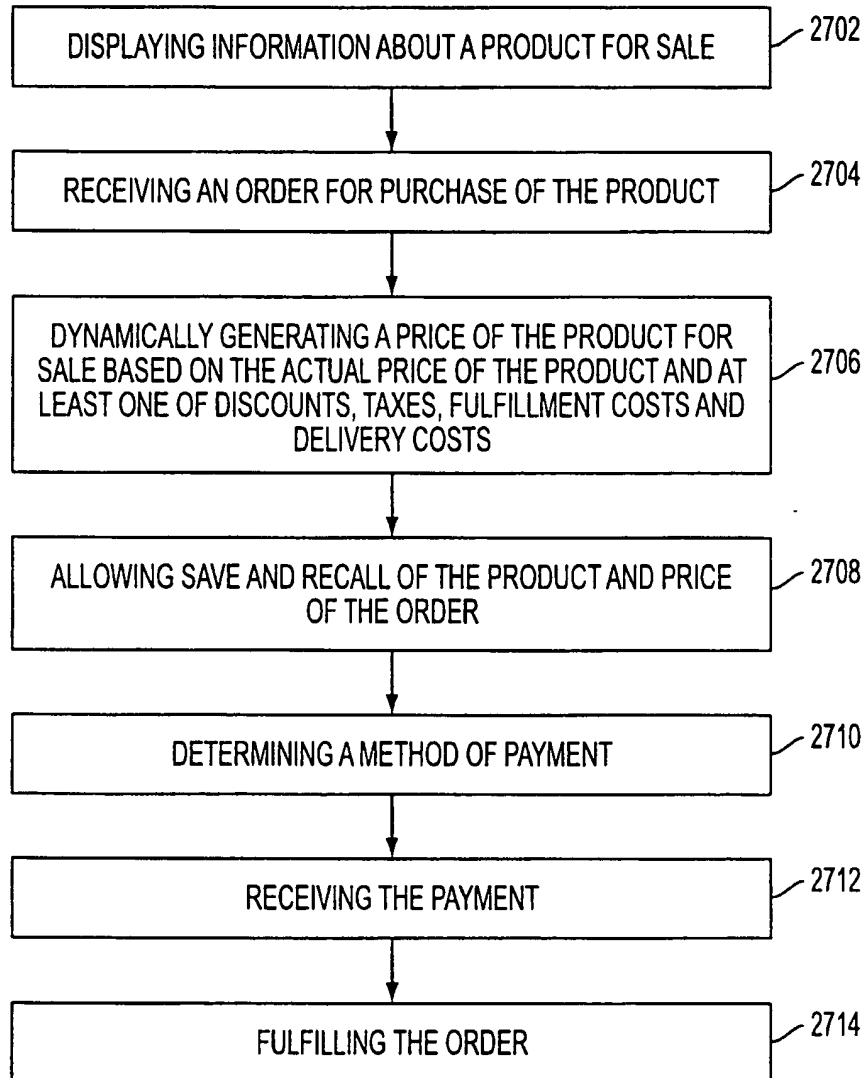 DISPLAYING INFORMATION ABOUT A PRODUCT FOR SALE
2702
RECEIVING AN ORDER FOR PURCHASE OF THE PRODUCT
2704
DYNAMICALLY GENERATING A PRICE OF THE PRODUCT FOR
SALE BASED ON THE ACTUAL PRICE OF THE PRODUCT AND AT
LEAST ONE OF DISCOUNTS, TAXES, FULFILLMENT COSTS AND
DELIVERY COSTS
2706
ALLOWING SAVE AND RECALL OF THE PRODUCT AND PRICE
OF THE ORDER
2708
DETERMINING A METHOD OF PAYMENT
2710
RECEIVING THE PAYMENT
2712
FULFILLING THE ORDER
2714